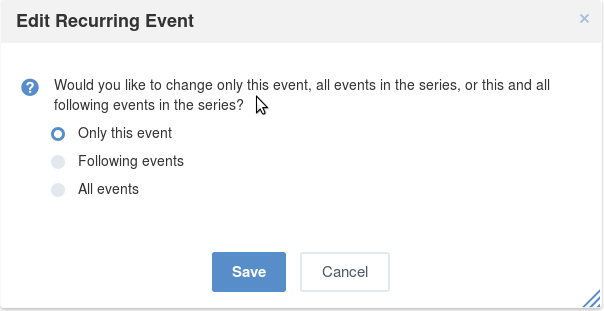 Edit Recurring Event
×
? Would you like to change only this event, all events in the series, or this and all
following events in the series?
Only this event
Following events
All events
Save Cancel